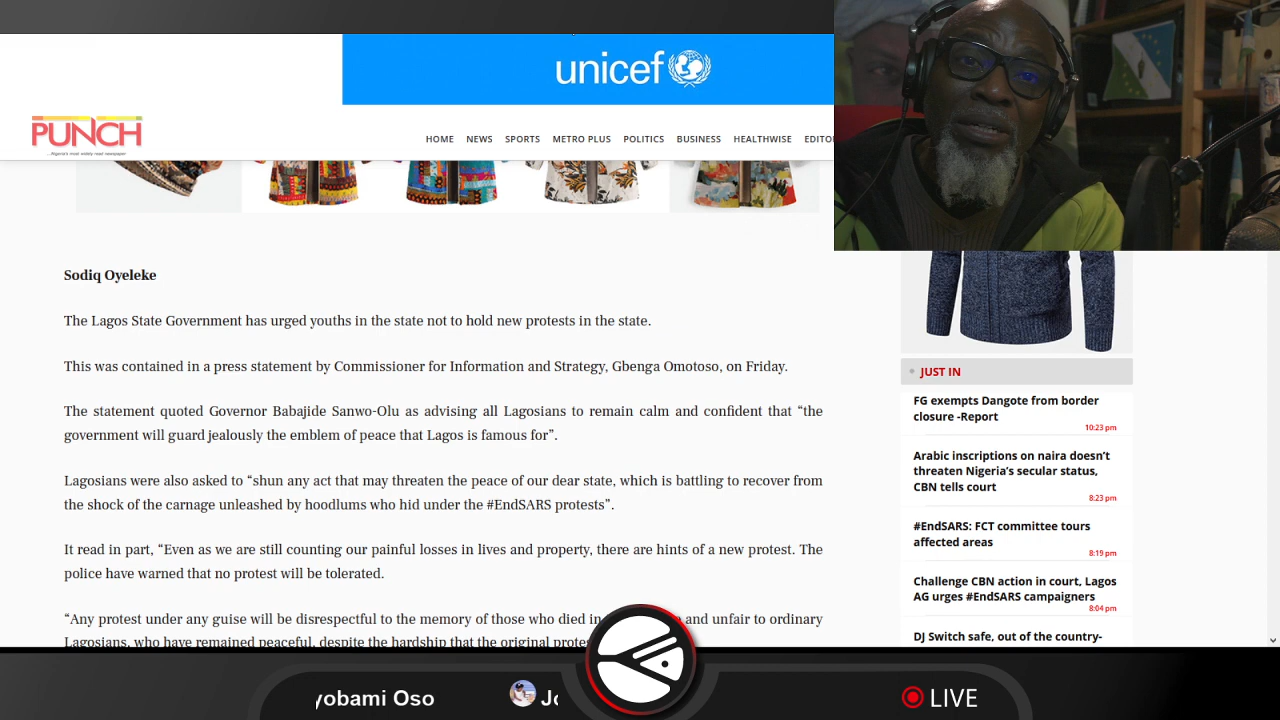 unicef
PUNCH
...Nigeria's most widely read newspaper
HOME NEWS SPORTS METRO PLUS POLITICS BUSINESS HEALTHWISE EDITO
Sodiq Oyeleke
The Lagos State Government has urged youths in the state not to hold new protests in the state.
This was contained in a press statement by Commissioner for Information and Strategy, Gbenga Omotoso, on Friday.
The statement quoted Governor Babajide Sanwo-Olu as advising all Lagosians to remain calm and confident that “the
government will guard jealously the emblem of peace that Lagos is famous for”.
Lagosians were also asked to “shun any act that may threaten the peace of our dear state, which is battling to recover from
the shock of the carnage unleashed by hoodlums who hid under the #EndSARS protests”.
It read in part, “Even as we are still counting our painful losses in lives and property, there are hints of a new protest. The
police have warned that no protest will be tolerated.
“Any protest under any guise will be disrespectful to the memory of those who died in and unfair to ordinary
Lagosians, who have remained peaceful, despite the hardship that the original
JUST IN
FG exempts Dangote from border
closure -Report
10:23 pm
Arabic inscriptions on naira doesn’t
threaten Nigeria’s secular status,
CBN tells court
8:23 pm
#EndSARS: FCT committee tours
affected areas
8:19 pm
Challenge CBN action in court, Lagos
AG urges #EndSARS campaigners
8:04 pm
DJ Switch safe, out of the country-
yobami Oso
Jo
LIVE